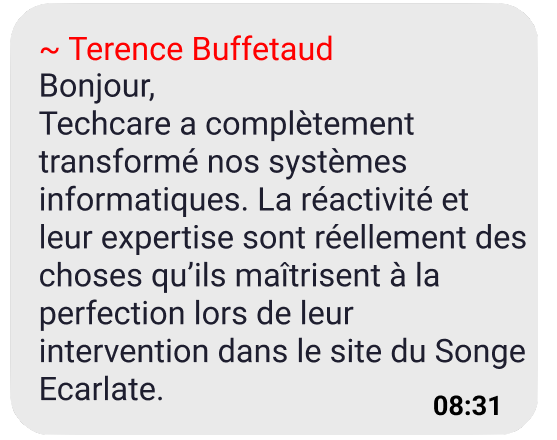 ~ Terence Buffetaud
Bonjour,
Techcare a complètement
transformé nos systèmes
informatiques. La réactivité et
leur expertise sont réellement des
choses qu’ils maîtrisent à la
perfection lors de leur
intervention dans le site du Songe
Ecarlate.
08:31